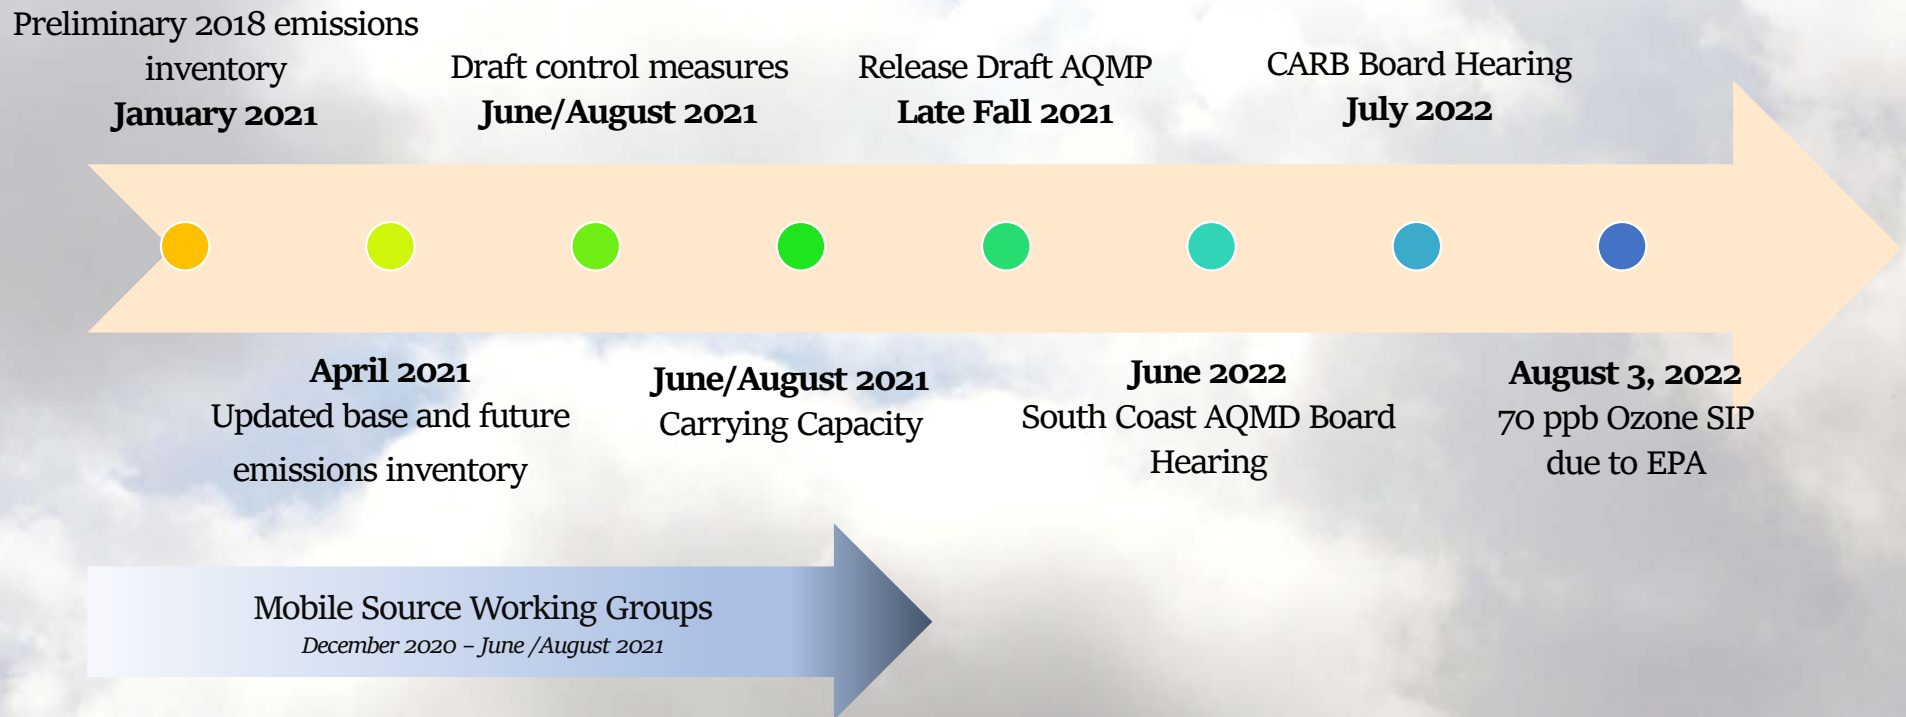 Preliminary 2018 emissions
inventory
January 2021
Draft control measures
June/August 2021
Release Draft AQMP
Late Fall 2021
CARB Board Hearing
July 2022
April 2021
Updated base and future
emissions inventory
June/August 2021
Carrying Capacity
June 2022
South Coast AQMD Board
Hearing
August 3, 2022
70 ppb Ozone SIP
due to EPA
Mobile Source Working Groups
December 2020 – June /August 2021